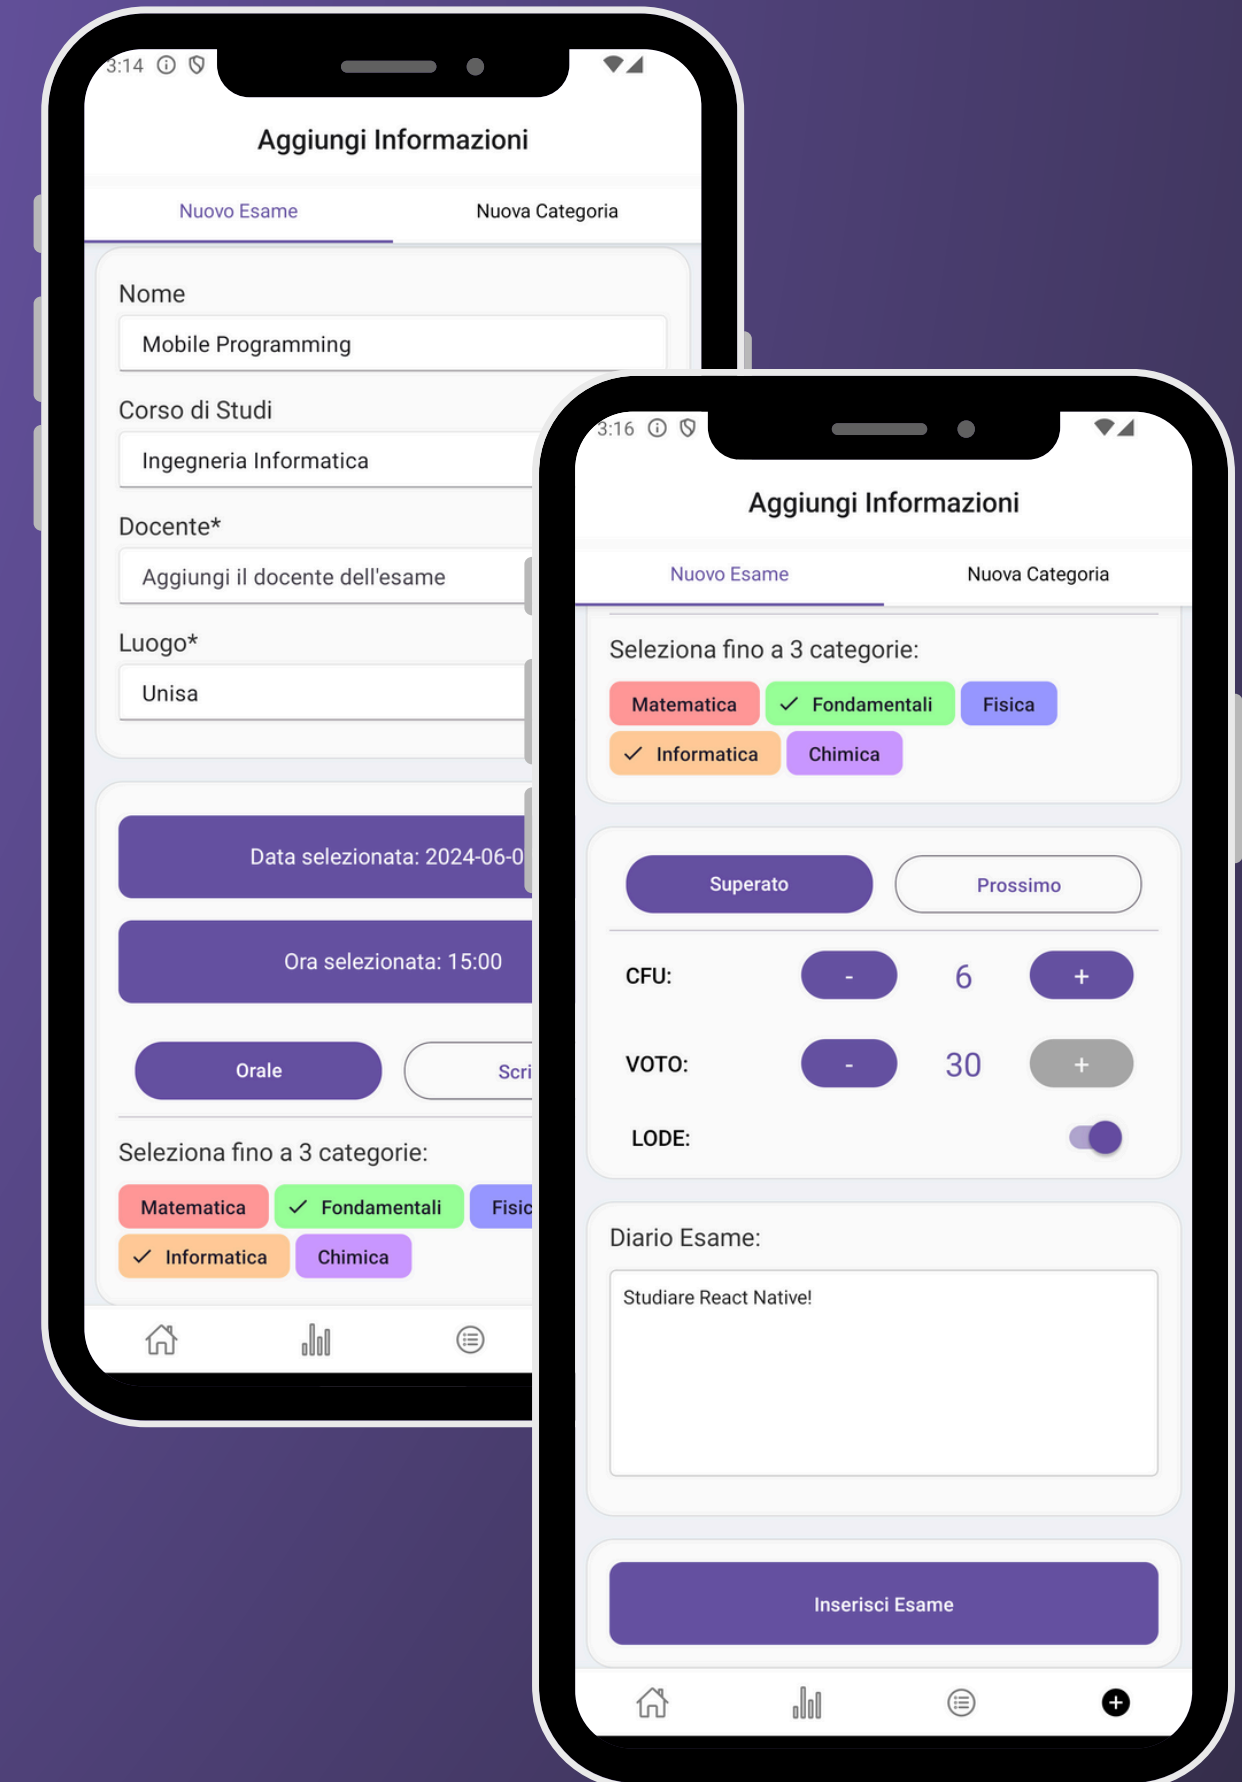 3:14
Aggiungi Informazioni
Nuovo Esame Nuova Categoria
Nome
Mobile Programming
Corso di Studi
Ingegneria Informatica
Docente*
Aggiungi il docente dell'esame
Luogo*
Unisa
Data selezionata: 2024-06-0
Ora selezionata: 15:00
Orale Scri
Seleziona fino a 3 categorie:
Matematica Fondamentali Fisic
Informatica Chimica
3:16
Aggiungi Informazioni
Nuovo Esame Nuova Categoria
Seleziona fino a 3 categorie:
Matematica Fondamentali Fisica
Informatica Chimica
Superato Prossimo
CFU: - 6 +
VOTO: - 30 +
LODE:
Diario Esame:
Studiare React Native!
Inserisci Esame